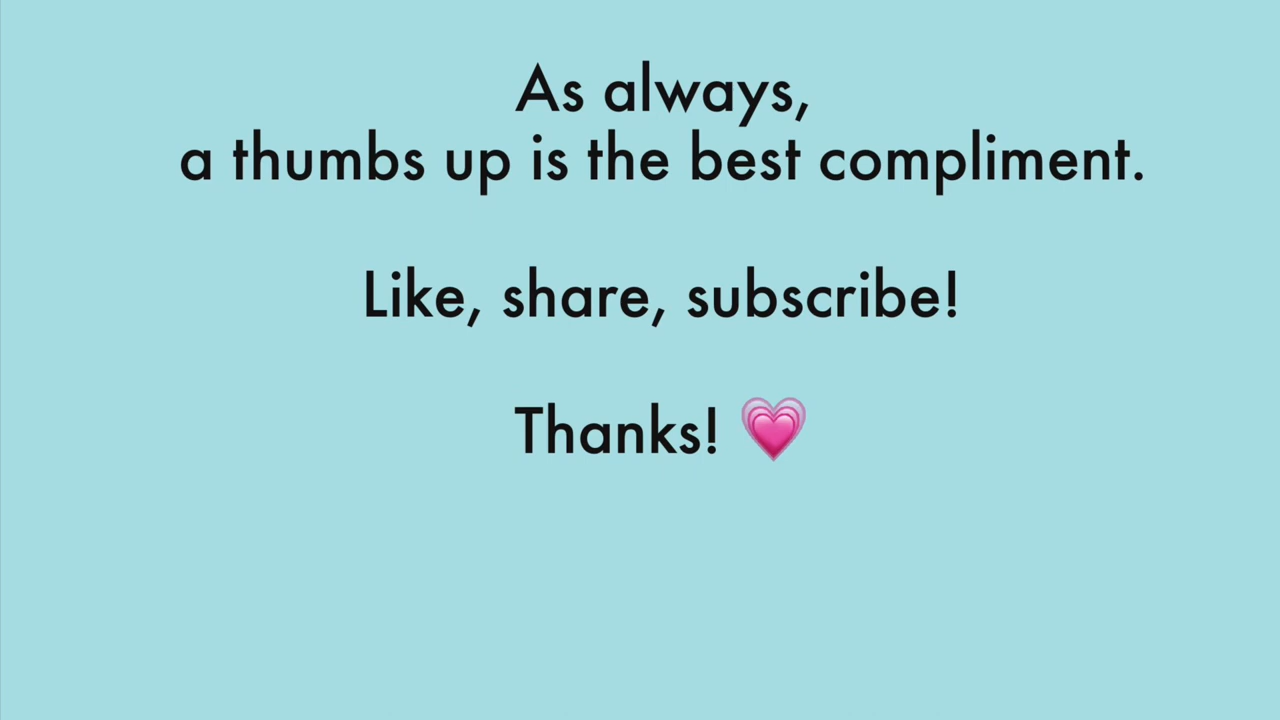 As always,
a thumbs up is the best compliment.
Like, share, subscribe!
Thanks! 💗